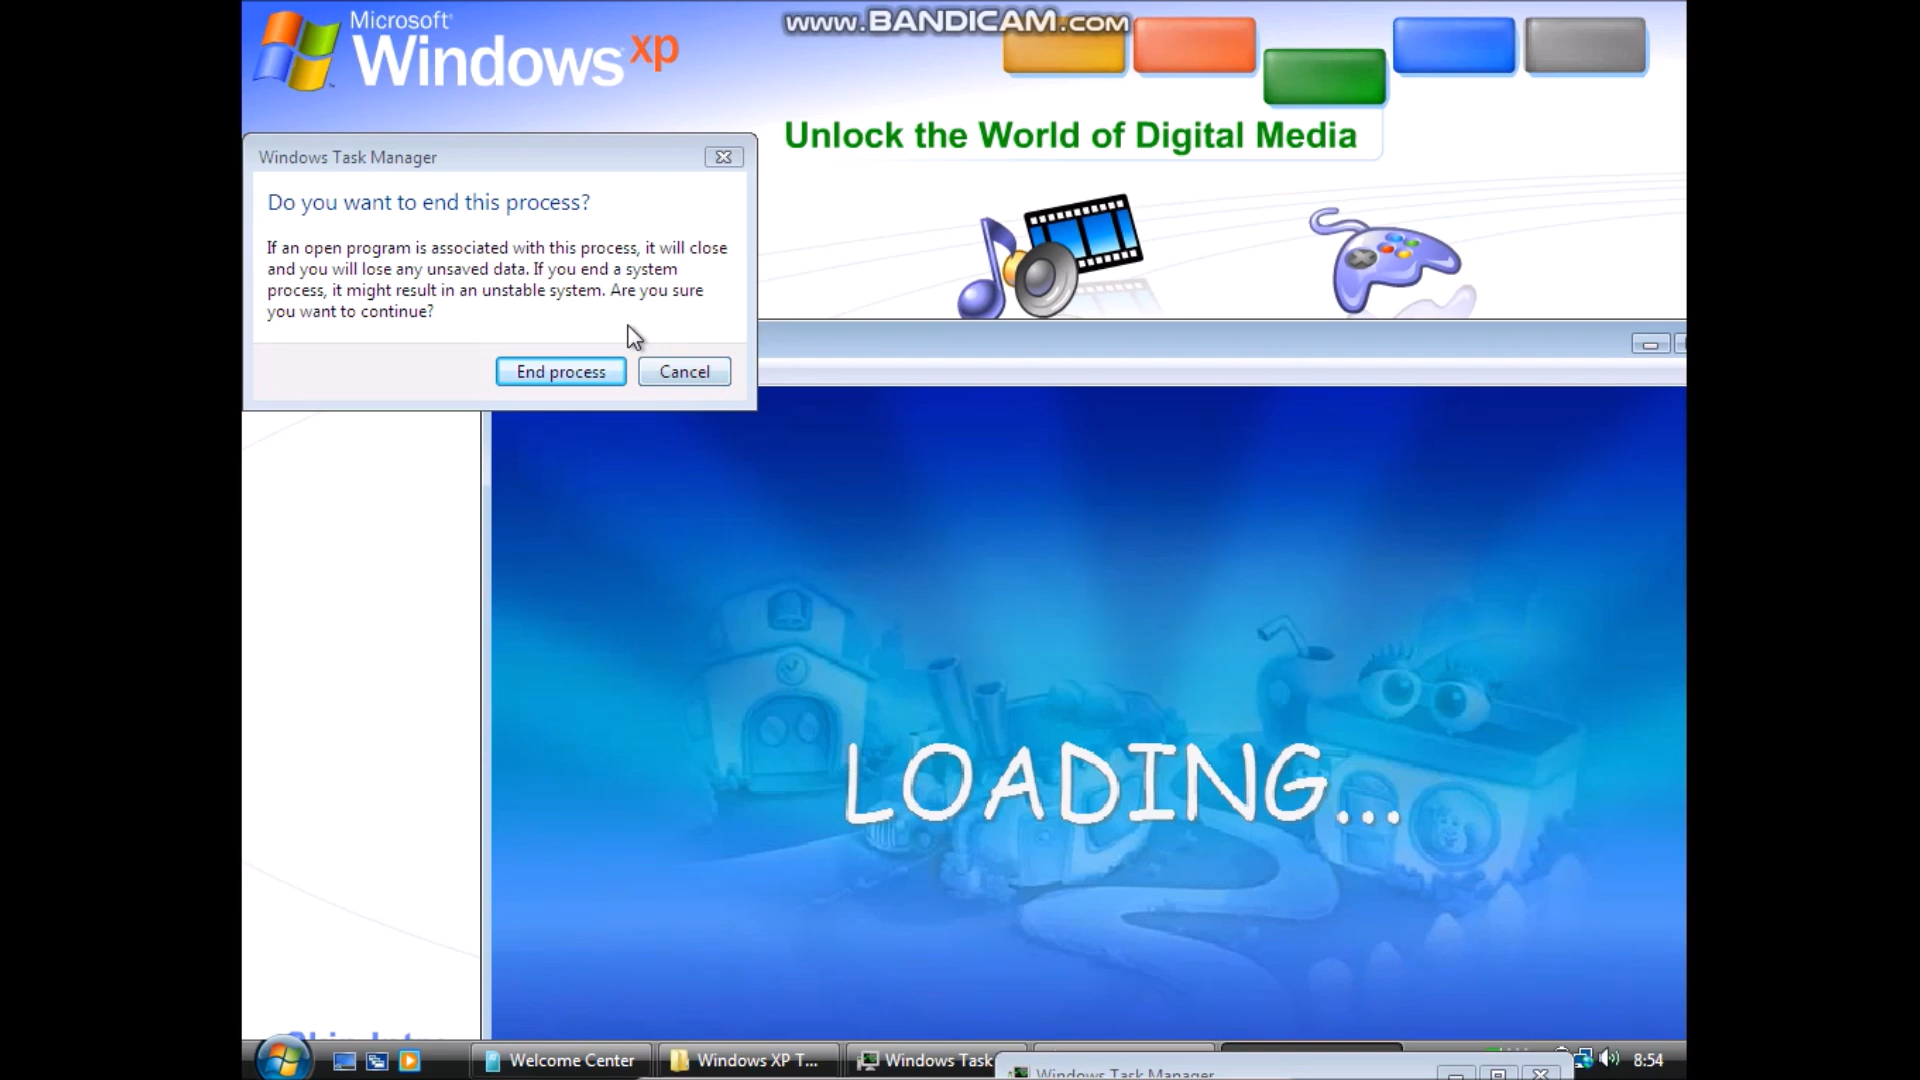 Microsoft
Windows xp
www.BANDICAM.com
Unlock the World of Digital Media
Windows Task Manager
Do you want to end this process?
If an open program is associated with this process, it will close
and you will lose any unsaved data. If you end a system
process, it might result in an unstable system. Are you sure
you want to continue?
End process
Cancel
LOADING...
Skip Intro
Welcome Center
Windows XP T...
Windows Task
Windows Task Manager
8:54